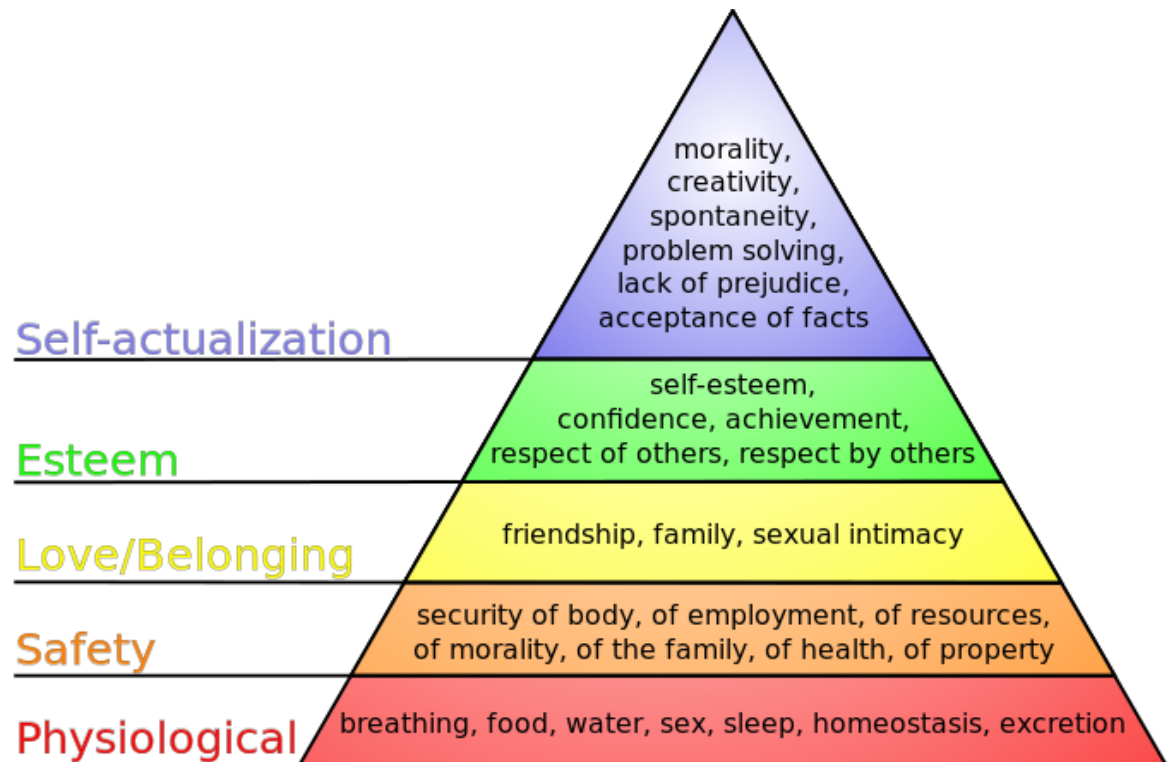 morality,
creativity,
spontaneity,
problem solving,
lack of prejudice,
acceptance of facts
Self-actualization
self-esteem,
confidence, achievement,
respect of others, respect by others
Esteem
friendship, family, sexual intimacy
Love/Belonging
security of body, of employment, of resources,
of morality, of the family, of health, of property
Safety
breathing, food, water, sex, sleep, homeostasis, excretion
Physiological